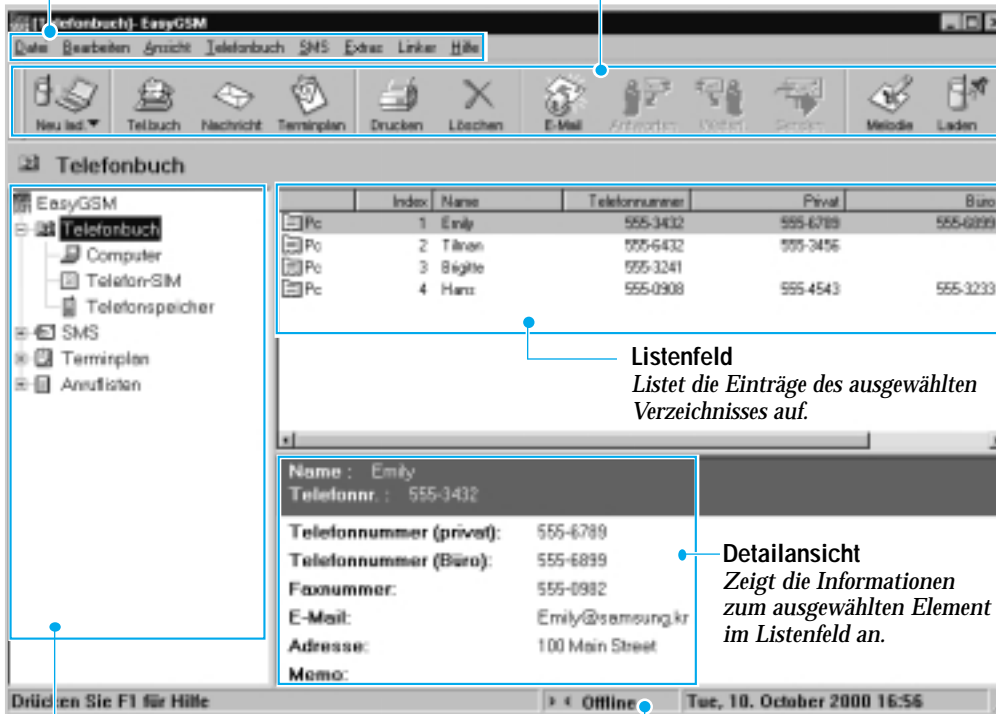 [Telefonbuch]- EasyGSM
Datei Bearbeiten Ansicht Telefonbuch SMS Extras Linker Hilfe
Neu lad. Tel.buch Nachricht Terminplan Drucken Löschen E-Mail Antworten Senden Melodie Laden
Telefonbuch
EasyGSM
Telefonbuch
Computer
Telefon-SIM
Telefonspeicher
SMS
Terminplan
Anruflisten
Index Name Telefonnummer Privat Büro
Pc 1 Emily 555-3432 555-6789 555-6899
Pc 2 Tilman 555-6432 555-3456
Pc 3 Brigitte 555-3241
Pc 4 Hans 555-0908 555-4543 555-3233
Listenfeld
Listet die Einträge des ausgewählten
Verzeichnisses auf.
Name : Emily
Telefonnr. : 555-3432
Telefonnummer (privat): 555-6789
Telefonnummer (Büro): 555-6899
Faxnummer: 555-0982
E-Mail: Emily@samsung.kr
Adresse: 100 Main Street
Memo:
Detailansicht
Zeigt die Informationen
zum ausgewählten Element
im Listenfeld an.
Drücken Sie F1 für Hilfe
Offline
Tue, 10. October 2000 16:56